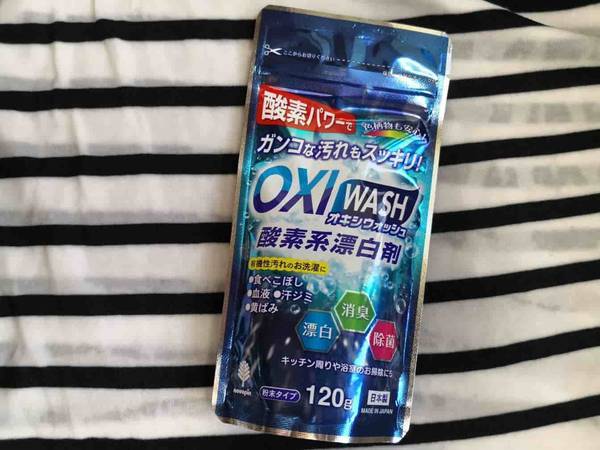 ここからお切りください
酸素パワーで
色柄物も安心!
ガンコな汚れもスッキリ!
OXI WASH
オキシウォッシュ
酸素系漂白剤
有機性汚れのお洗濯に
●食べこぼし
●血液 ●汗ジミ
●黄ばみ
漂白
消臭
除菌
キッチン周りや浴室のお掃除にも
novopin
粉末タイプ
120g
日本製
MADE IN JAPAN